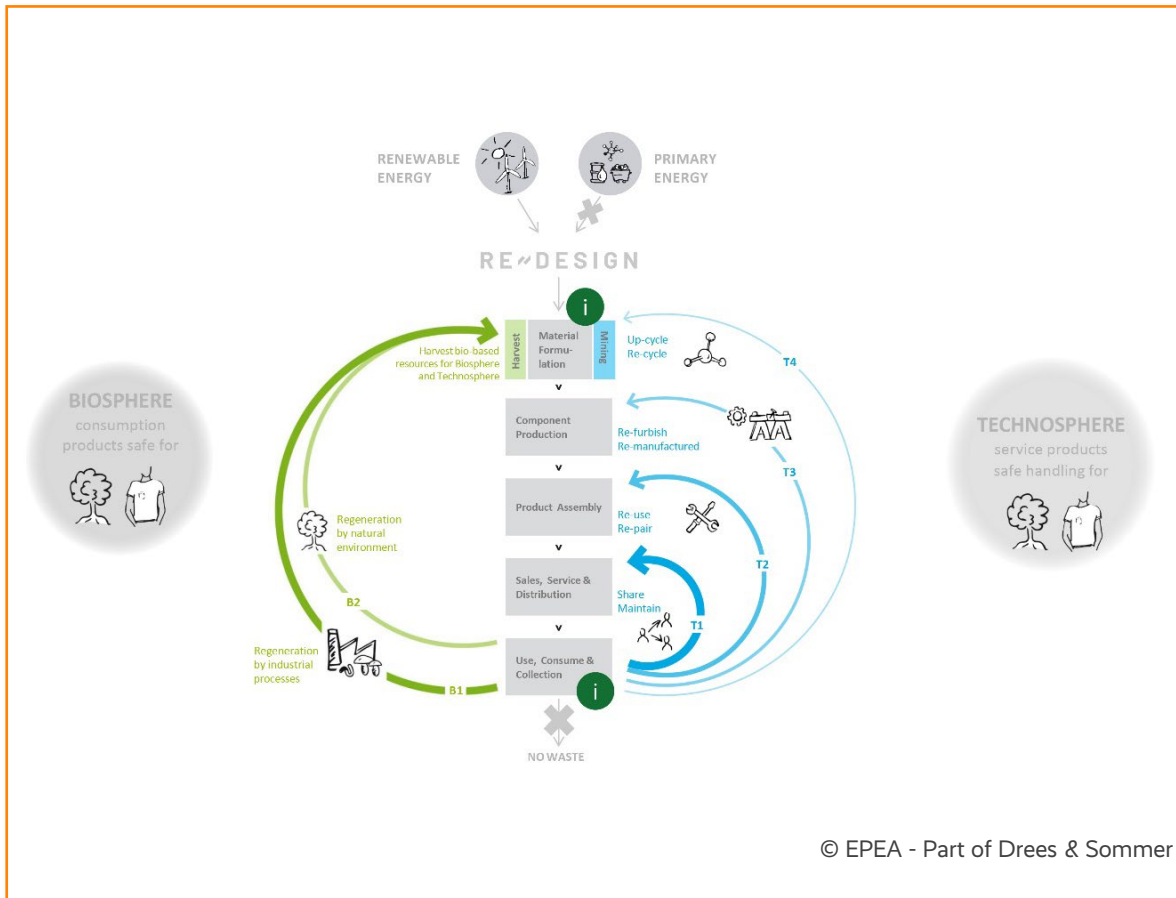 RENEWABLE
ENERGY
PRIMARY
ENERGY
RE~DESIGN
i
Harvest
Material
Formu-
lation
Mining
Harvest bio-based
resources for Biosphere
and Technosphere
Up-cycle
Re-cycle
T4
BIOSPHERE
consumption
products safe for
Component
Production
Re-furbish
Re-manufactured
T3
TECHNOSPHERE
service products
safe handling for
Regeneration
by natural
environment
Product Assembly
Re-use
Re-pair
T2
Sales, Service &
Distribution
Share
Maintain
T1
B2
Regeneration
by industrial
processes
B1
Use, Consume &
Collection
i
NO WASTE
© EPEA - Part of Drees & Sommer